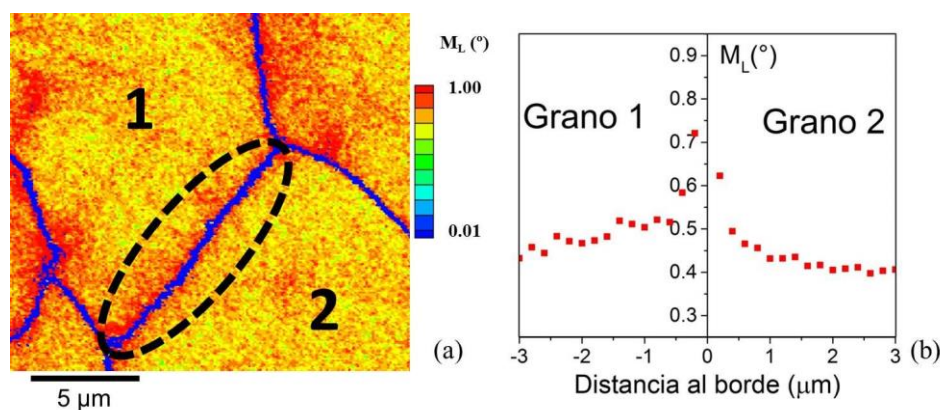 M_L (°)
1.00
0.01
1
2
5 µm
(a)
M_L(°)
Grano 1
Grano 2
0.9
0.8
0.7
0.6
0.5
0.4
0.3
-3 -2 -1 0 1 2 3
Distancia al borde (µm)
(b)